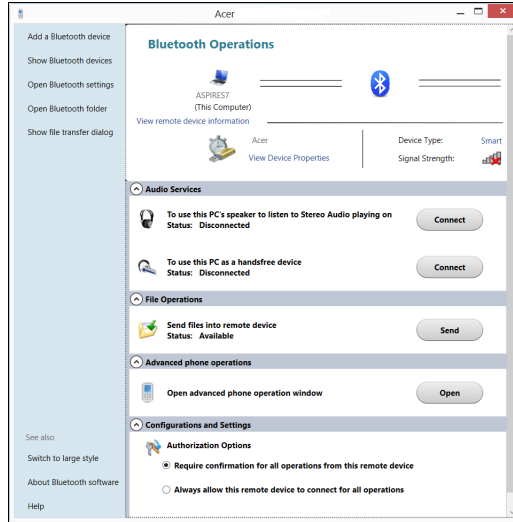 Acer
Add a Bluetooth device
Show Bluetooth devices
Open Bluetooth settings
Open Bluetooth folder
Show file transfer dialog
Bluetooth Operations
ASPIRES7
(This Computer)
View remote device information
Acer
View Device Properties
Device Type: Smart
Signal Strength:
Audio Services
To use this PC's speaker to listen to Stereo Audio playing on
Status: Disconnected
Connect
To use this PC as a handsfree device
Status: Disconnected
Connect
File Operations
Send files into remote device
Status: Available
Send
Advanced phone operations
Open advanced phone operation window
Open
Configurations and Settings
Authorization Options
Require confirmation for all operations from this remote device
Always allow this remote device to connect for all operations
See also
Switch to large style
About Bluetooth software
Help